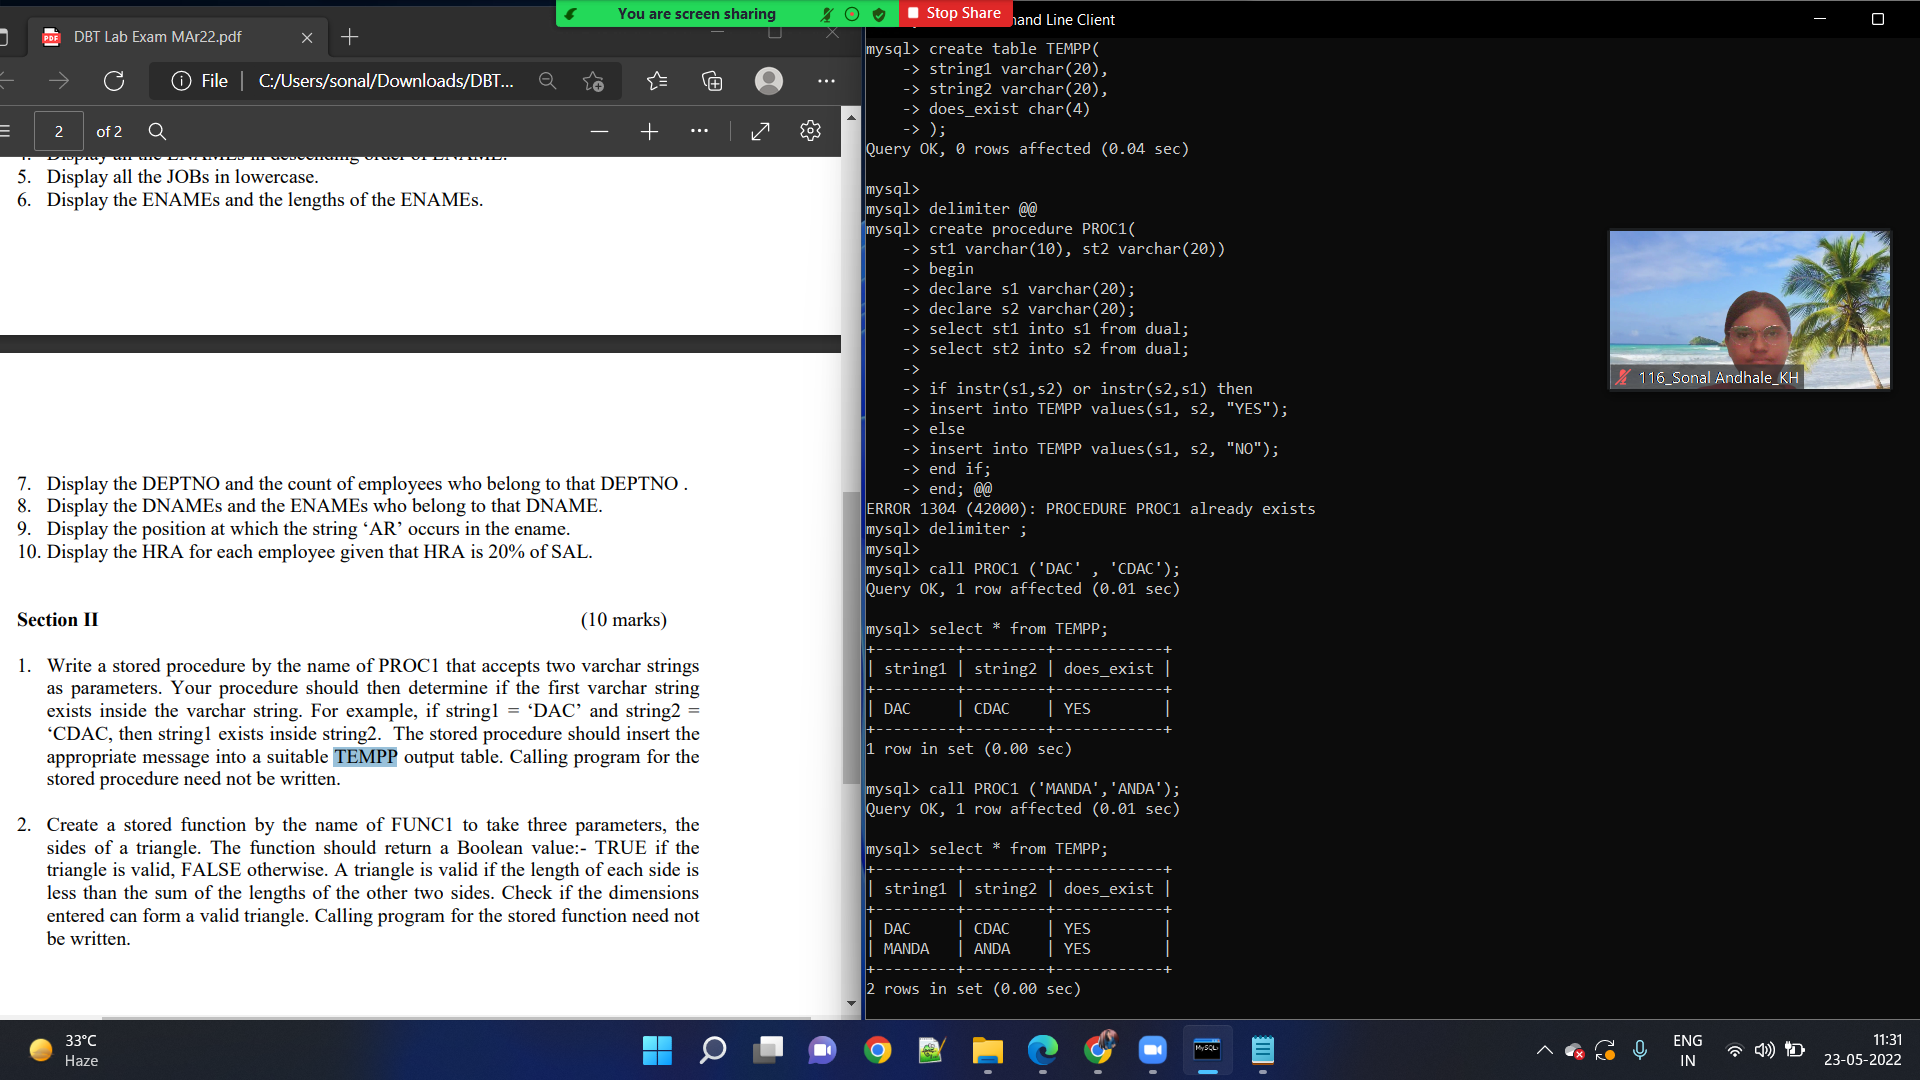 You are screen sharing
Stop Share
DBT Lab Exam MAr22.pdf
File
C:/Users/sonal/Downloads/DBT...
2 of 2
5. Display all the JOBs in lowercase.
6. Display the ENAMEs and the lengths of the ENAMEs.
7. Display the DEPTNO and the count of employees who belong to that DEPTNO .
8. Display the DNAMEs and the ENAMEs who belong to that DNAME.
9. Display the position at which the string ‘AR’ occurs in the ename.
10. Display the HRA for each employee given that HRA is 20% of SAL.
Section II (10 marks)
1. Write a stored procedure by the name of PROC1 that accepts two varchar strings
as parameters. Your procedure should then determine if the first varchar string
exists inside the varchar string. For example, if string1 = ‘DAC’ and string2 =
‘CDAC, then string1 exists inside string2. The stored procedure should insert the
appropriate message into a suitable TEMPP output table. Calling program for the
stored procedure need not be written.
2. Create a stored function by the name of FUNC1 to take three parameters, the
sides of a triangle. The function should return a Boolean value:- TRUE if the
triangle is valid, FALSE otherwise. A triangle is valid if the length of each side is
less than the sum of the lengths of the other two sides. Check if the dimensions
entered can form a valid triangle. Calling program for the stored function need not
be written.
Line Client
mysql> create table TEMPP(
-> string1 varchar(20),
-> string2 varchar(20),
-> does_exist char(4)
-> );
Query OK, 0 rows affected (0.04 sec)
mysql>
mysql> delimiter @@
mysql> create procedure PROC1(
-> st1 varchar(10), st2 varchar(20))
-> begin
-> declare s1 varchar(20);
-> declare s2 varchar(20);
-> select st1 into s1 from dual;
-> select st2 into s2 from dual;
->
-> if instr(s1,s2) or instr(s2,s1) then
-> insert into TEMPP values(s1, s2, "YES");
-> else
-> insert into TEMPP values(s1, s2, "NO");
-> end if;
-> end; @@
ERROR 1304 (42000): PROCEDURE PROC1 already exists
mysql> delimiter ;
mysql>
mysql> call PROC1 ('DAC' , 'CDAC');
Query OK, 1 row affected (0.01 sec)
mysql> select * from TEMPP;
+---------+---------+------------+
| string1 | string2 | does_exist |
+---------+---------+------------+
| DAC | CDAC | YES |
+---------+---------+------------+
1 row in set (0.00 sec)
mysql> call PROC1 ('MANDA','ANDA');
Query OK, 1 row affected (0.01 sec)
mysql> select * from TEMPP;
+---------+---------+------------+
| string1 | string2 | does_exist |
+---------+---------+------------+
| DAC | CDAC | YES |
| MANDA | ANDA | YES |
+---------+---------+------------+
2 rows in set (0.00 sec)
116_Sonal Andhale_KH
33°C
Haze
ENG
IN
11:31
23-05-2022